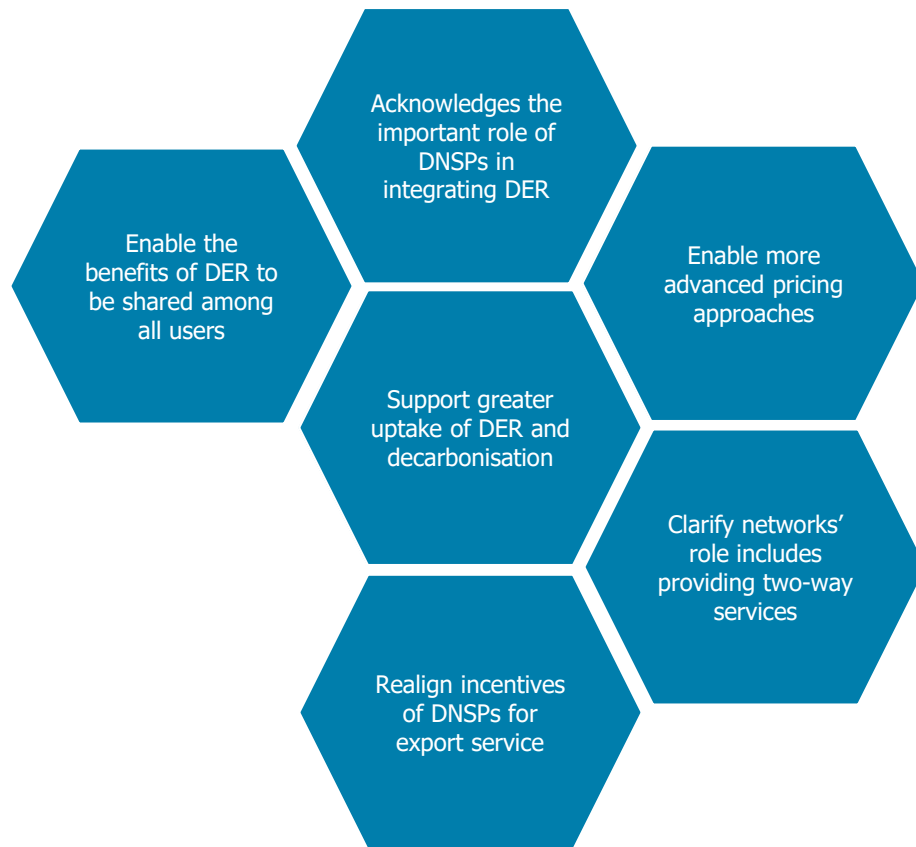 Acknowledges the
important role of
DNSPs in
integrating DER
Enable the
benefits of DER to
be shared among
all users
Enable more
advanced pricing
approaches
Support greater
uptake of DER and
decarbonisation
Clarify networks’
role includes
providing two-way
services
Realign incentives
of DNSPs for
export service